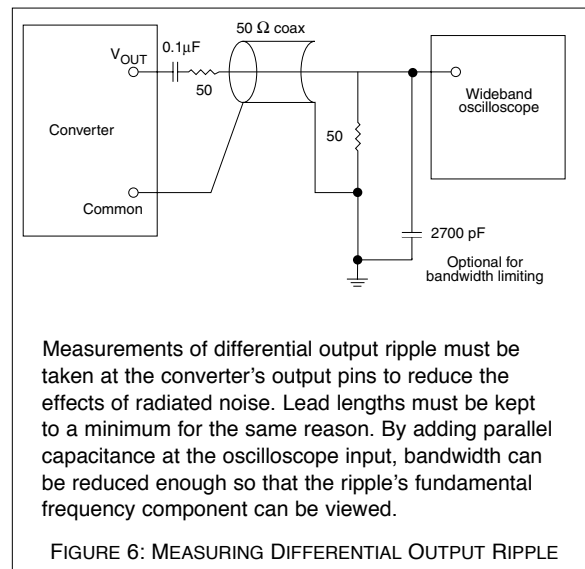 50 Ω coax
0.1μF
VOUT
50
Wideband
oscilloscope
Converter
50
Common
2700 pF
Optional for
bandwidth limiting
Measurements of differential output ripple must be
taken at the converter's output pins to reduce the
effects of radiated noise. Lead lengths must be kept
to a minimum for the same reason. By adding parallel
capacitance at the oscilloscope input, bandwidth can
be reduced enough so that the ripple's fundamental
frequency component can be viewed.
FIGURE 6: MEASURING DIFFERENTIAL OUTPUT RIPPLE